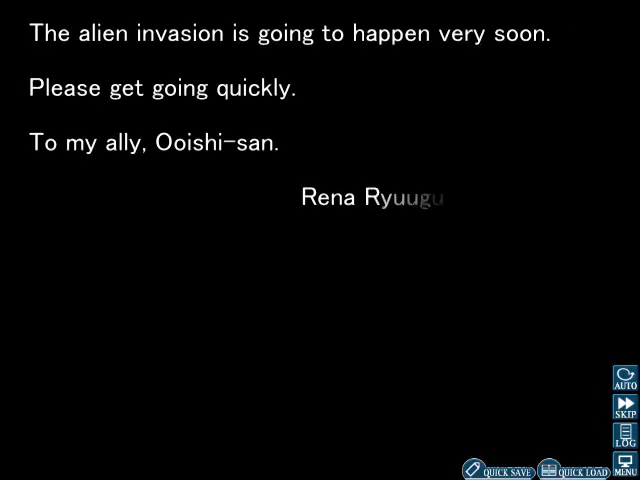 The alien invasion is going to happen very soon.
Please get going quickly.
To my ally, Ooishi-san.
Rena Ryuugu
AUTO
SKIP
LOG
MENU
QUICK SAVE
QUICK LOAD